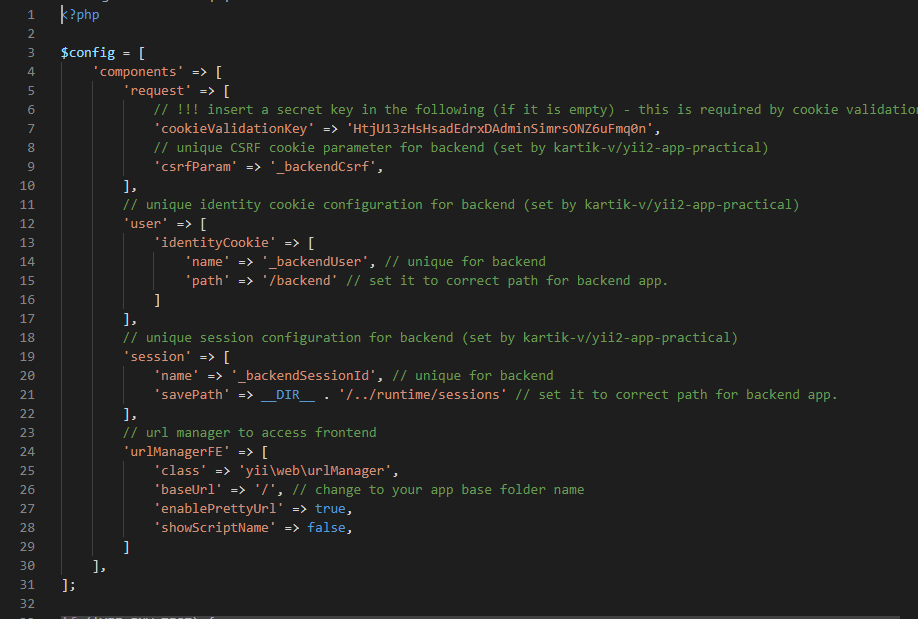 1 <?php
2
3 $config = [
4     'components' => [
5         'request' => [
6             // !!! insert a secret key in the following (if it is empty) - this is required by cookie validation
7             'cookieValidationKey' => 'HtjU13zHsHsadEdrxDAdminSimrsONZ6uFmq0n',
8             // unique CSRF cookie parameter for backend (set by kartik-v/yii2-app-practical)
9             'csrfParam' => '_backendCsrf',
10         ],
11         // unique identity cookie configuration for backend (set by kartik-v/yii2-app-practical)
12         'user' => [
13             'identityCookie' => [
14                 'name' => '_backendUser', // unique for backend
15                 'path' => '/backend' // set it to correct path for backend app.
16             ]
17         ],
18         // unique session configuration for backend (set by kartik-v/yii2-app-practical)
19         'session' => [
20             'name' => '_backendSessionId', // unique for backend
21             'savePath' => __DIR__ . '/../runtime/sessions' // set it to correct path for backend app.
22         ],
23         // url manager to access frontend
24         'urlManagerFE' => [
25             'class' => 'yii\web\urlManager',
26             'baseUrl' => '/', // change to your app base folder name
27             'enablePrettyUrl' => true,
28             'showScriptName' => false,
29         ]
30     ],
31 ];
32